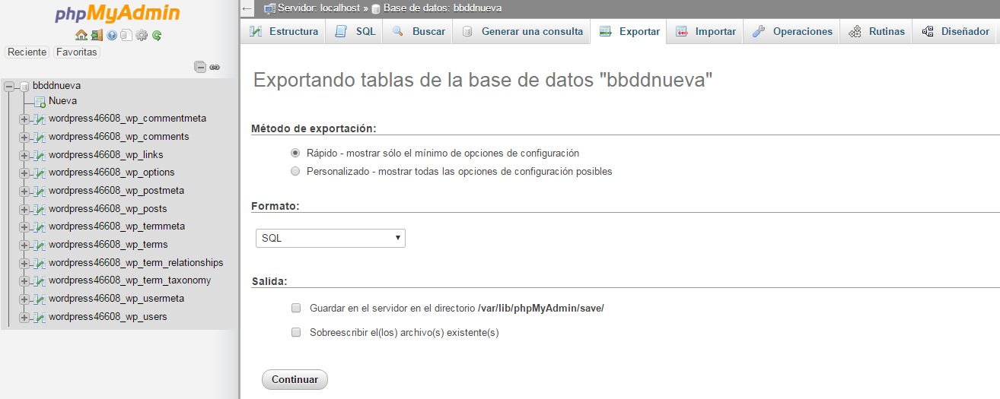 phpMyAdmin
Reciente Favoritas
bbddnueva
Nueva
wordpress46608_wp_commentmeta
wordpress46608_wp_comments
wordpress46608_wp_links
wordpress46608_wp_options
wordpress46608_wp_postmeta
wordpress46608_wp_posts
wordpress46608_wp_termmeta
wordpress46608_wp_terms
wordpress46608_wp_term_relationships
wordpress46608_wp_term_taxonomy
wordpress46608_wp_usermeta
wordpress46608_wp_users
Servidor: localhost » Base de datos: bbddnueva
Estructura SQL Buscar Generar una consulta Exportar Importar Operaciones Rutinas Diseñador
Exportando tablas de la base de datos "bbddnueva"
Método de exportación:
Rápido - mostrar sólo el mínimo de opciones de configuración
Personalizado - mostrar todas las opciones de configuración posibles
Formato:
SQL
Salida:
Guardar en el servidor en el directorio /var/lib/phpMyAdmin/save/
Sobreescribir el(los) archivo(s) existente(s)
Continuar